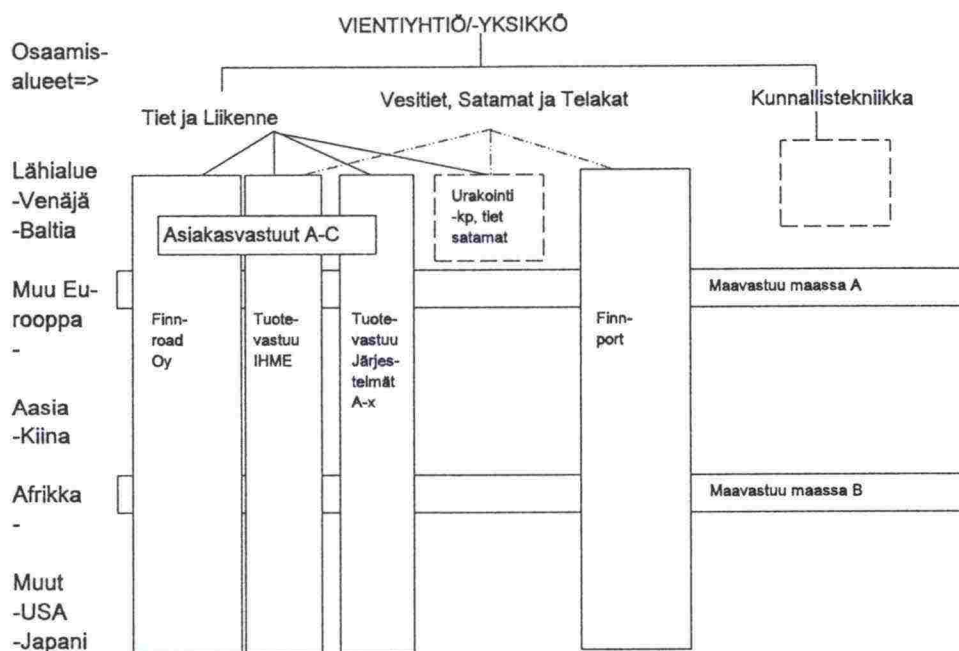 VIENTIYHTIÖ/-YKSIKKÖ
Osaamis-
alueet=>
Tiet ja Liikenne
Vesitiet, Satamat ja Telakat
Kunnallistekniikka
Lähialue
-Venäjä
-Baltia
Asiakasvastuut A-C
Urakointi
-kp, tiet
satamat
Muu Eu-
rooppa
-
Maavastuu maassa A
Finn-
road
Oy
Tuote-
vastuu
IHME
Tuote-
vastuu
Järjes-
telmät
A-x
Finn-
port
Aasia
-Kiina
Afrikka
-
Maavastuu maassa B
Muut
-USA
-Japani